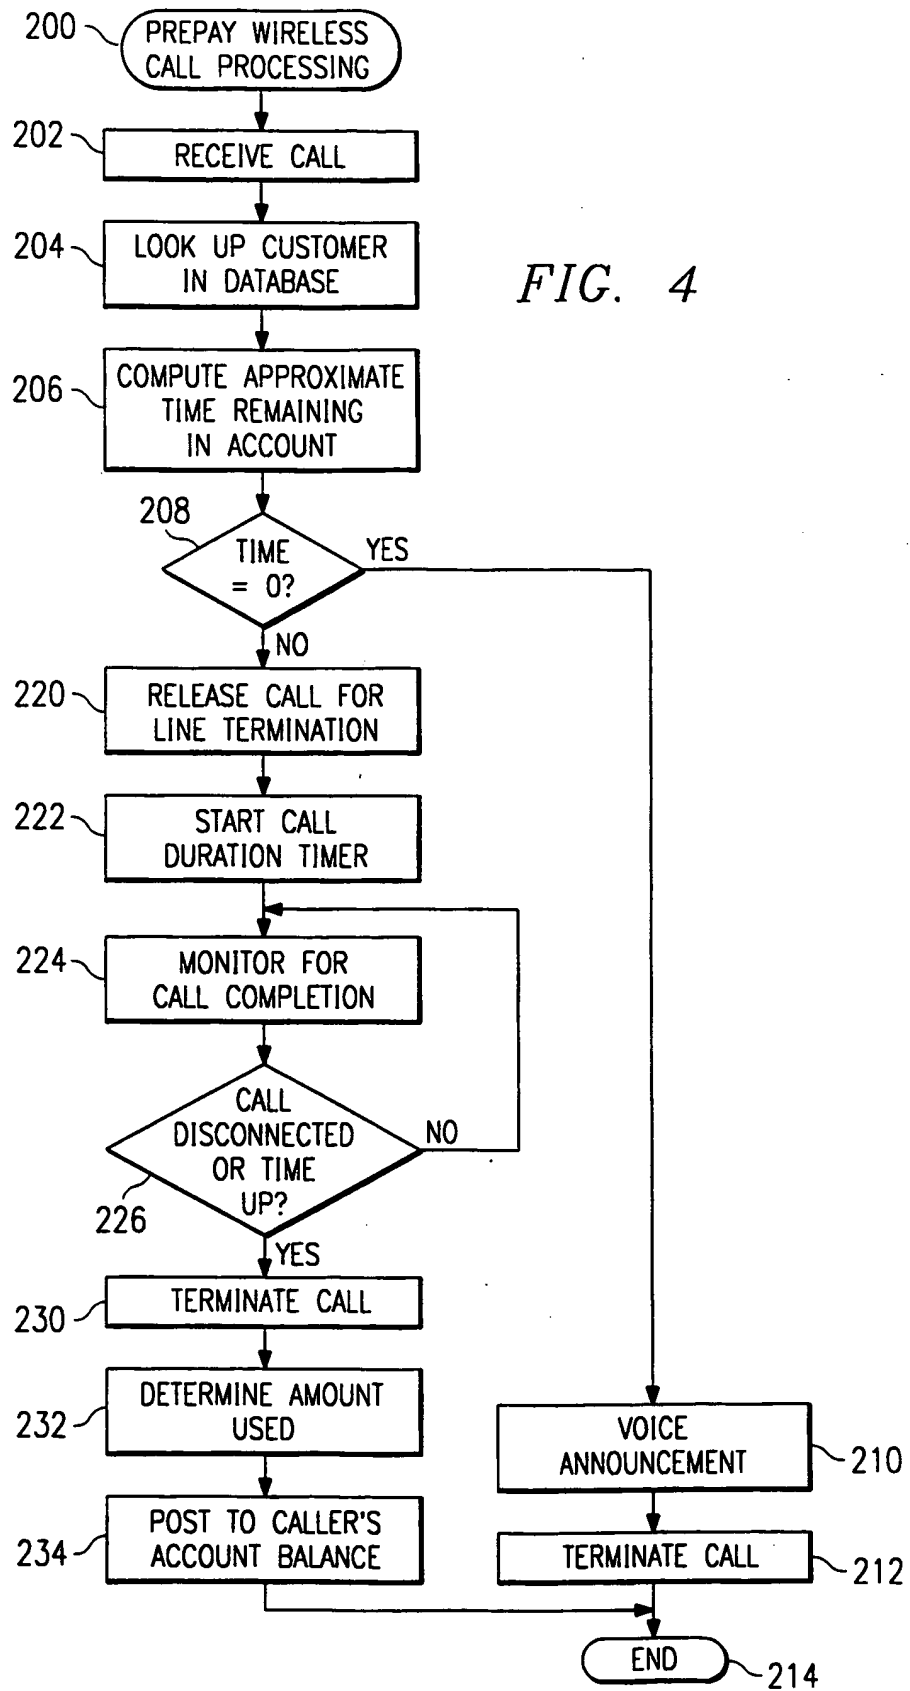 200
PREPAY WIRELESS
CALL PROCESSING
202
RECEIVE CALL
204
LOOK UP CUSTOMER
IN DATABASE
FIG. 4
206
COMPUTE APPROXIMATE
TIME REMAINING
IN ACCOUNT
208
TIME
= 0?
YES
NO
220
RELEASE CALL FOR
LINE TERMINATION
222
START CALL
DURATION TIMER
224
MONITOR FOR
CALL COMPLETION
CALL
DISCONNECTED
OR TIME
UP?
NO
226
YES
230
TERMINATE CALL
232
DETERMINE AMOUNT
USED
VOICE
ANNOUNCEMENT
210
234
POST TO CALLER'S
ACCOUNT BALANCE
TERMINATE CALL
212
END
214